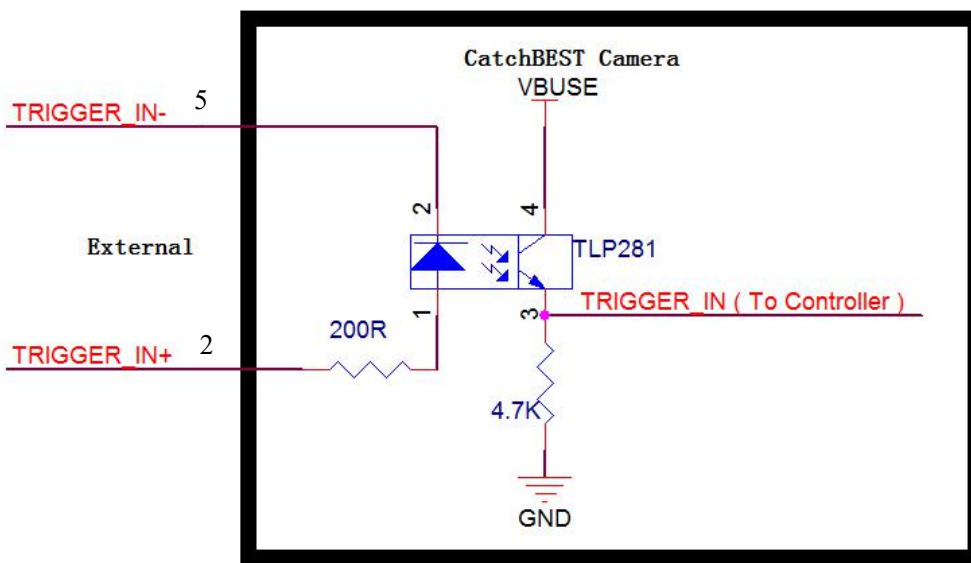 CatchBEST Camera
VBUSE
TRIGGER_IN- 5
2
4
External
TLP281
1
3
TRIGGER_IN ( To Controller )
200R
TRIGGER_IN+ 2
4.7K
GND